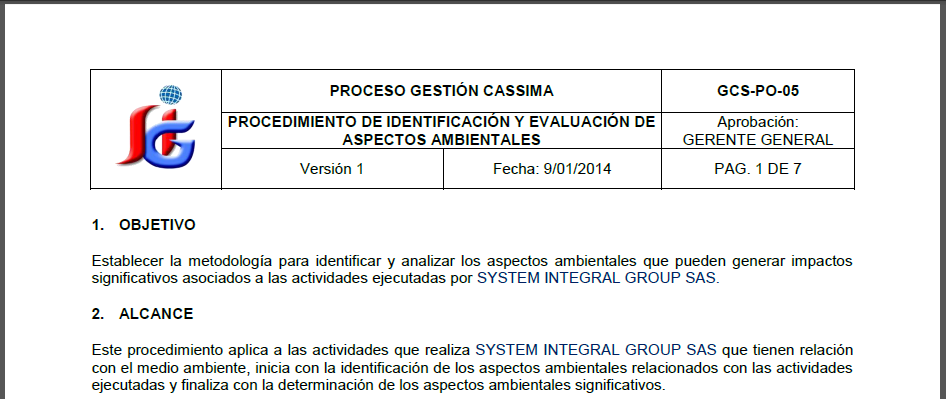 PROCESO GESTIÓN CASSIMA
GCS-PO-05
PROCEDIMIENTO DE IDENTIFICACIÓN Y EVALUACIÓN DE
ASPECTOS AMBIENTALES
Aprobación:
GERENTE GENERAL
Versión 1
Fecha: 9/01/2014
PAG. 1 DE 7
1. OBJETIVO
Establecer la metodología para identificar y analizar los aspectos ambientales que pueden generar impactos
significativos asociados a las actividades ejecutadas por SYSTEM INTEGRAL GROUP SAS.
2. ALCANCE
Este procedimiento aplica a las actividades que realiza SYSTEM INTEGRAL GROUP SAS que tienen relación
con el medio ambiente, inicia con la identificación de los aspectos ambientales relacionados con las actividades
ejecutadas y finaliza con la determinación de los aspectos ambientales significativos.